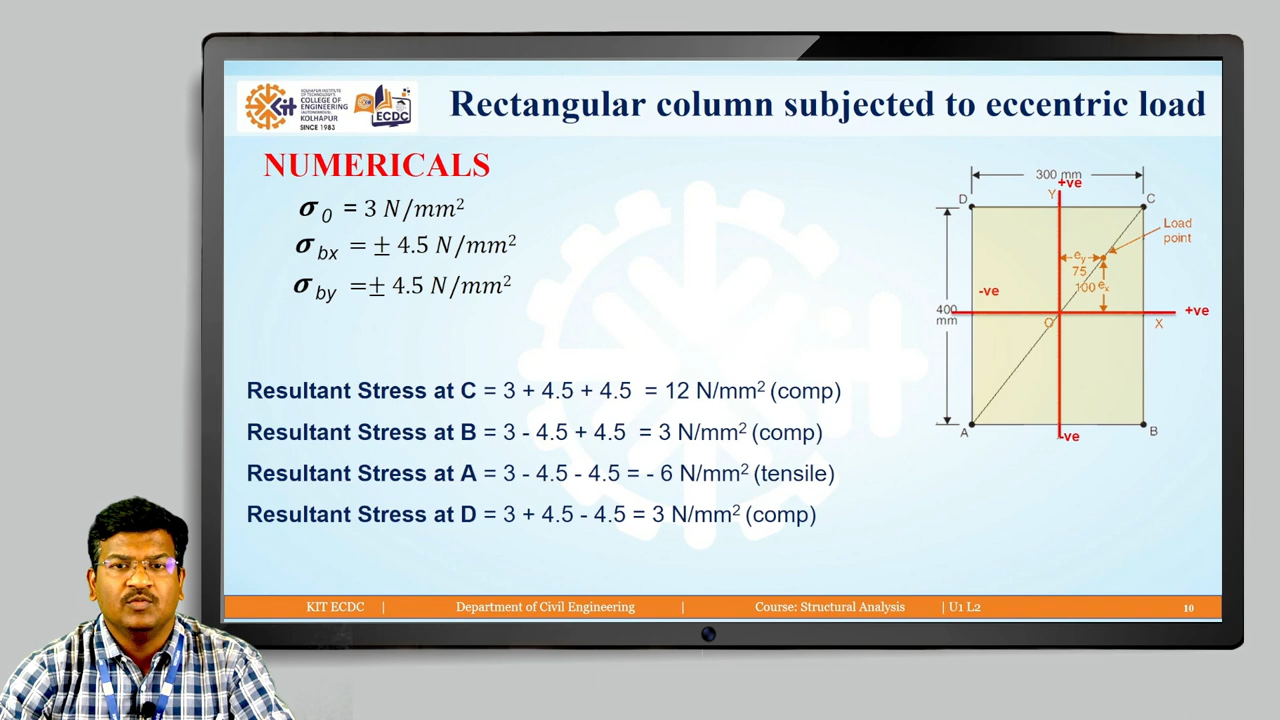 KOLHAPUR INSTITUTE
OF TECHNOLOGY'S
COLLEGE OF
ENGINEERING
(AUTONOMOUS)
KOLHAPUR
SINCE 1983
Kit
ECDC
Rectangular column subjected to eccentric load
NUMERICALS
σ 0 = 3 N/mm²
σ bx = ± 4.5 N/mm²
σ by =± 4.5 N/mm²
300 mm
+ve
Y
D
C
Load
point
ey
75
100 ex
-ve
400
mm
O
X
+ve
A
-ve
B
Resultant Stress at C = 3 + 4.5 + 4.5 = 12 N/mm² (comp)
Resultant Stress at B = 3 - 4.5 + 4.5 = 3 N/mm² (comp)
Resultant Stress at A = 3 - 4.5 - 4.5 = - 6 N/mm² (tensile)
Resultant Stress at D = 3 + 4.5 - 4.5 = 3 N/mm² (comp)
KIT ECDC | Department of Civil Engineering | Course: Structural Analysis | U1 L2 10